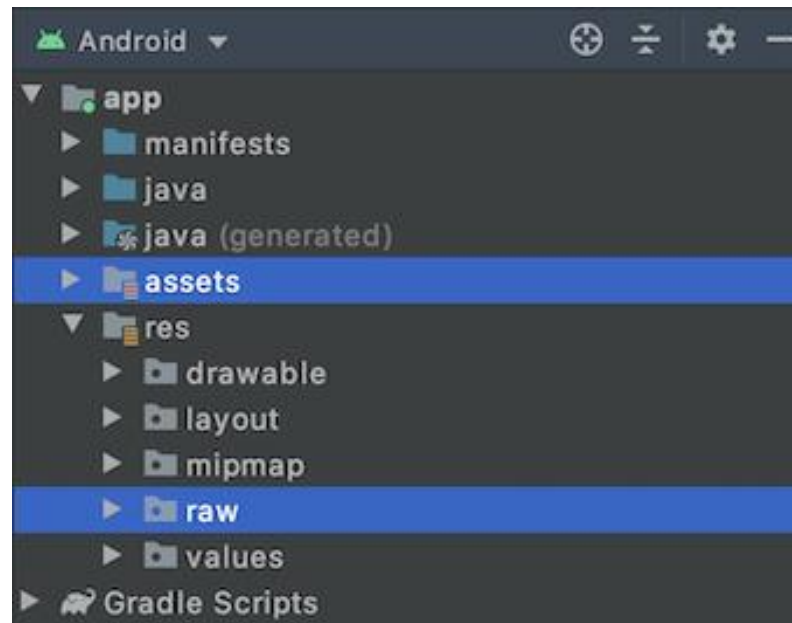 Android
app
manifests
java
java (generated)
assets
res
drawable
layout
mipmap
raw
values
Gradle Scripts